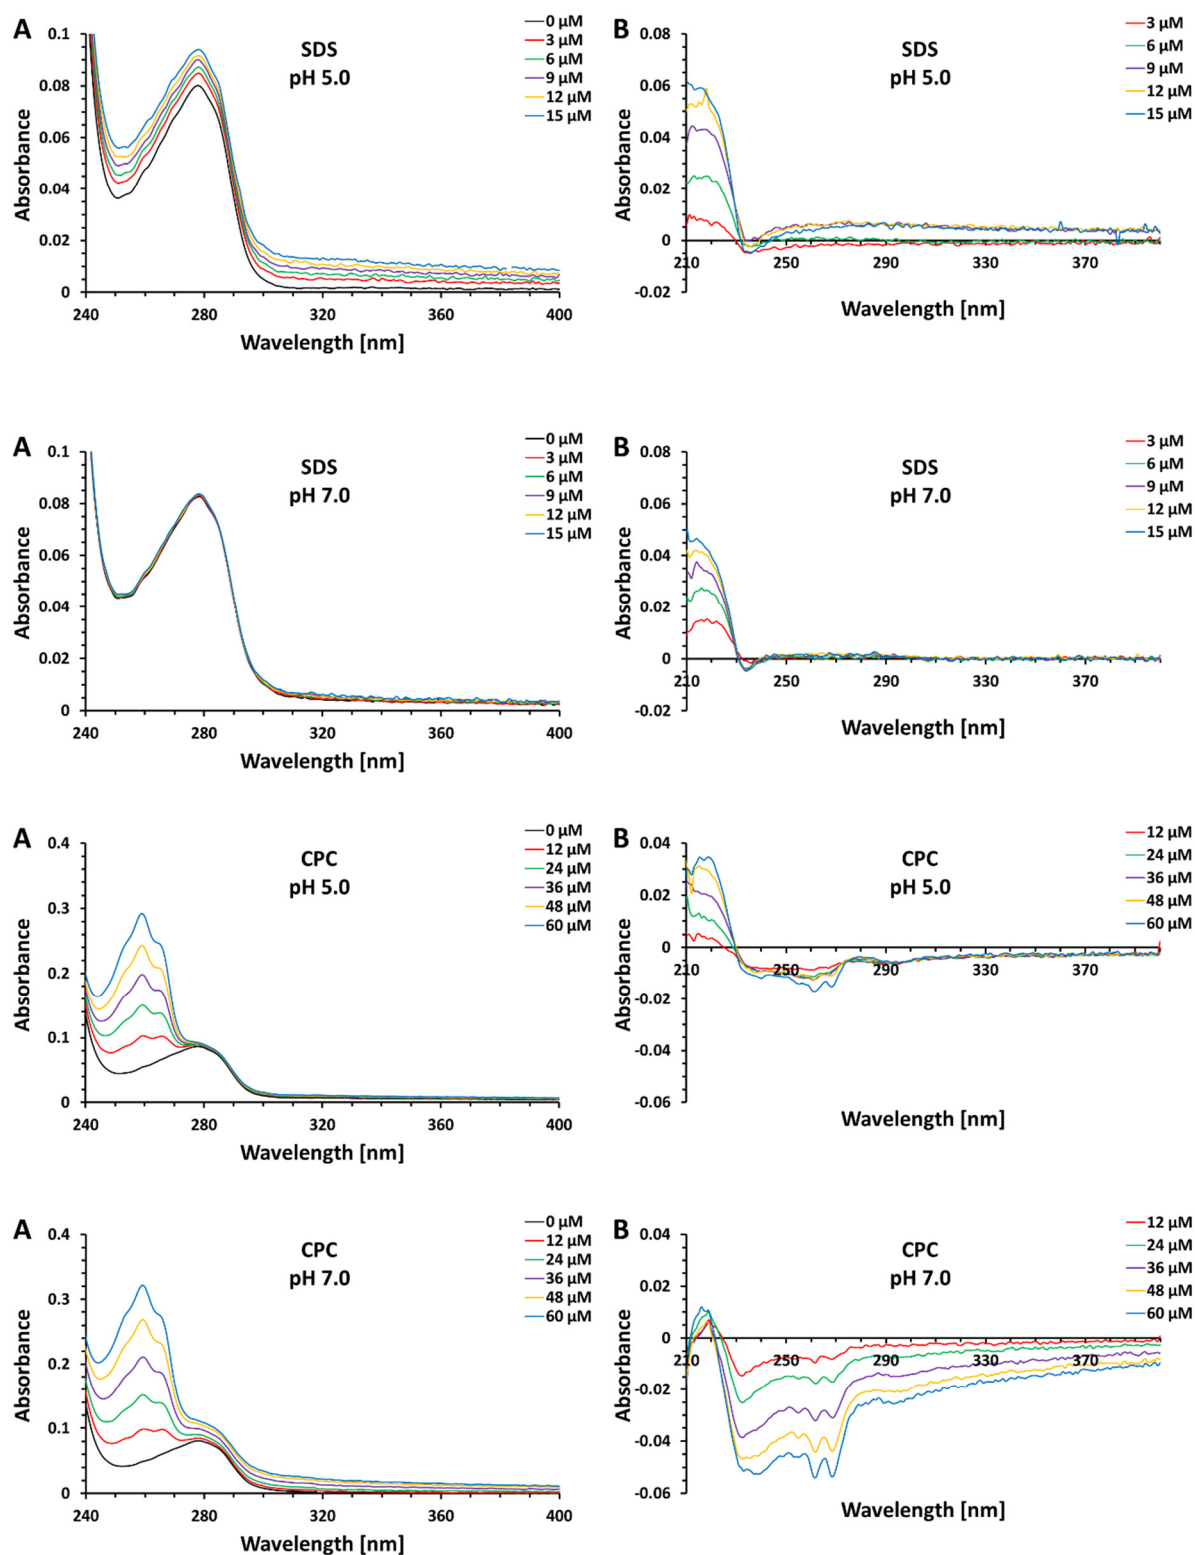 A
SDS
pH 5.0
0 μM
3 μM
6 μM
9 μM
12 μM
15 μM
Absorbance
0.1
0.08
0.06
0.04
0.02
0
240
280
320
360
400
Wavelength [nm]
B
SDS
pH 5.0
3 μM
6 μM
9 μM
12 μM
15 μM
Absorbance
0.08
0.06
0.04
0.02
0
-0.02
210
250
290
330
370
Wavelength [nm]
A
SDS
pH 7.0
0 μM
3 μM
6 μM
9 μM
12 μM
15 μM
Absorbance
0.1
0.08
0.06
0.04
0.02
0
240
280
320
360
400
Wavelength [nm]
B
SDS
pH 7.0
3 μM
6 μM
9 μM
12 μM
15 μM
Absorbance
0.08
0.06
0.04
0.02
0
-0.02
210
250
290
330
370
Wavelength [nm]
A
CPC
pH 5.0
0 μM
12 μM
24 μM
36 μM
48 μM
60 μM
Absorbance
0.4
0.3
0.2
0.1
0
240
280
320
360
400
Wavelength [nm]
B
CPC
pH 5.0
12 μM
24 μM
36 μM
48 μM
60 μM
Absorbance
0.04
0.02
0
-0.02
-0.04
-0.06
210
250
290
330
370
Wavelength [nm]
A
CPC
pH 7.0
0 μM
12 μM
24 μM
36 μM
48 μM
60 μM
Absorbance
0.4
0.3
0.2
0.1
0
240
280
320
360
400
Wavelength [nm]
B
CPC
pH 7.0
12 μM
24 μM
36 μM
48 μM
60 μM
Absorbance
0.04
0.02
0
-0.02
-0.04
-0.06
210
250
290
330
370
Wavelength [nm]